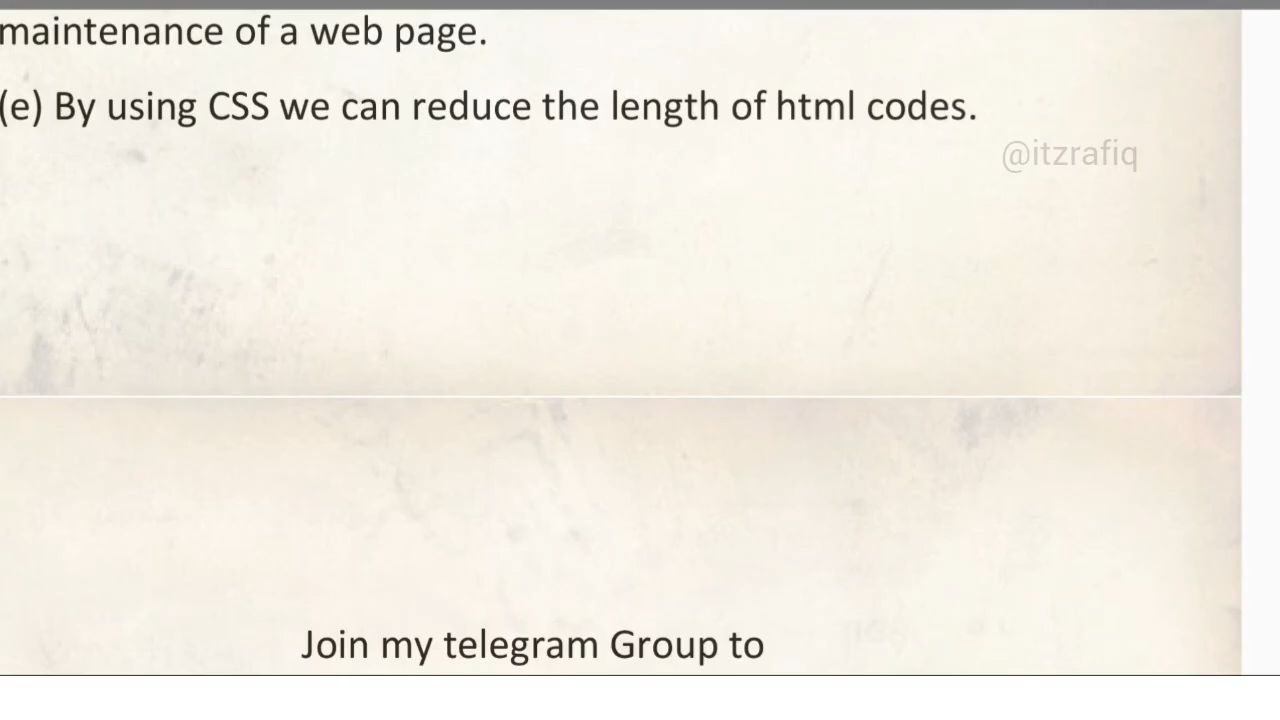 maintenance of a web page.
(e) By using CSS we can reduce the length of html codes.
@itzrafiq
Join my telegram Group to